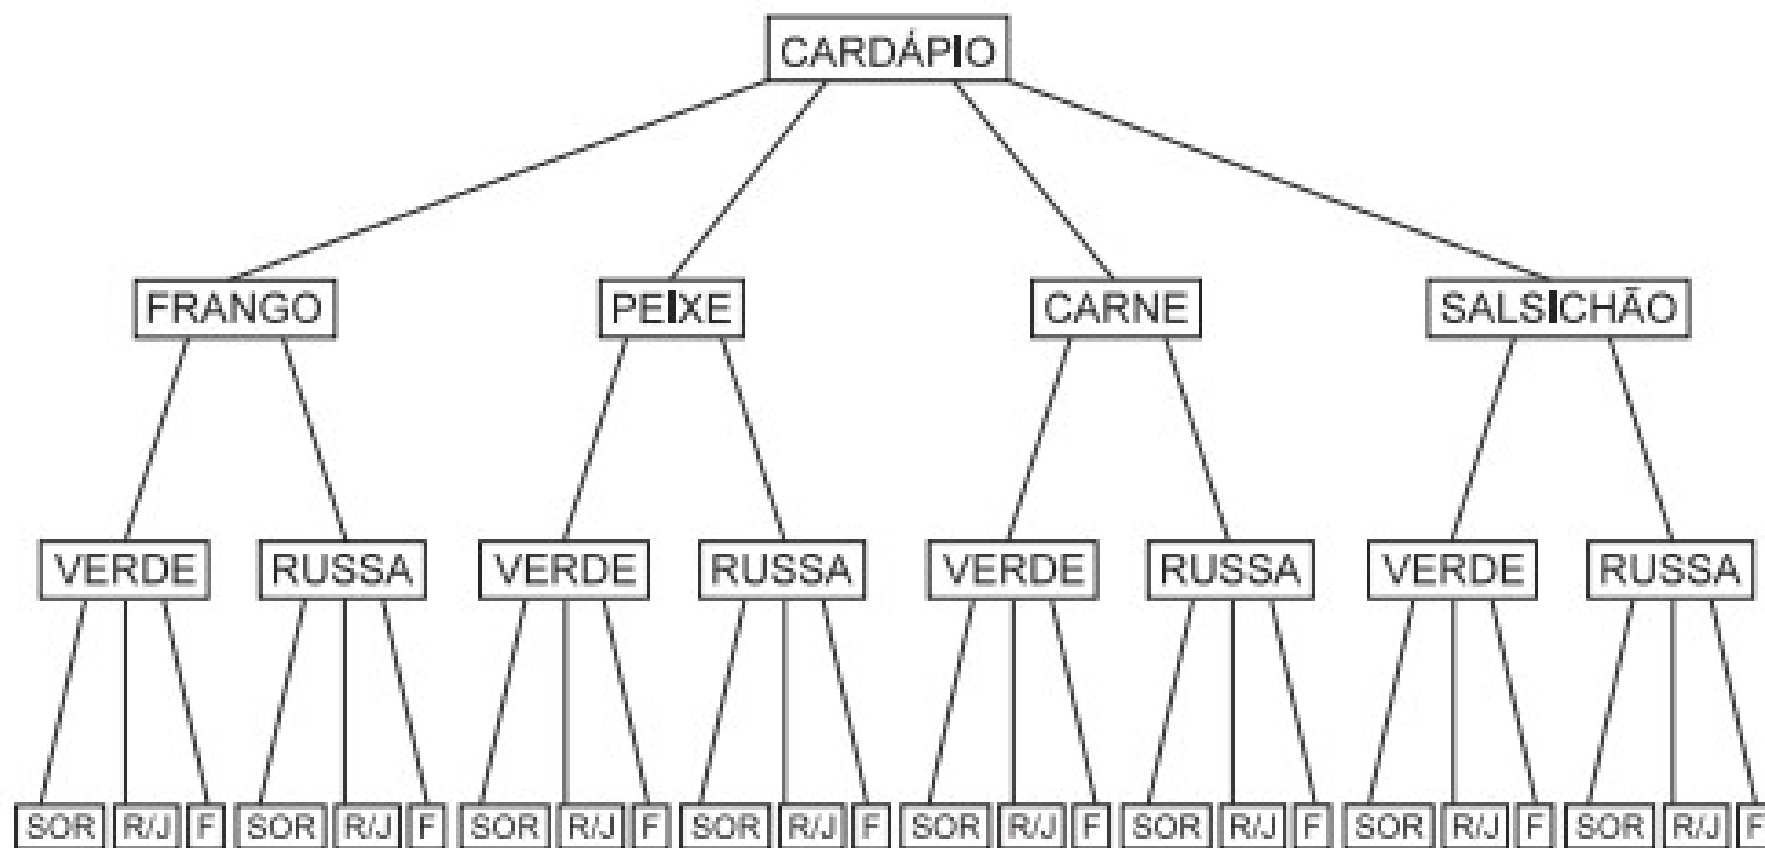 CARDÁPIO
FRANGO PEIXE CARNE SALSICHÃO
VERDE RUSSA VERDE RUSSA VERDE RUSSA VERDE RUSSA
SOR R/J F SOR R/J F SOR R/J F SOR R/J F SOR R/J F SOR R/J F SOR R/J F SOR R/J F